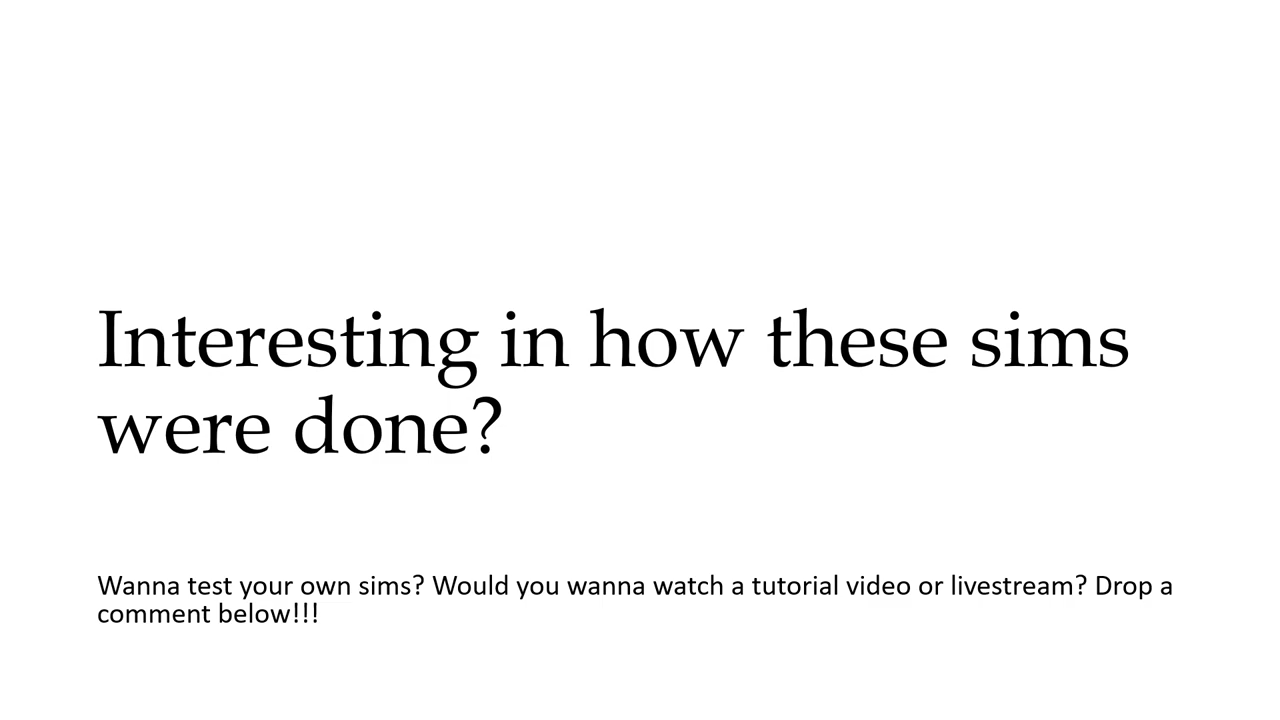 Interesting in how these sims
were done?
Wanna test your own sims? Would you wanna watch a tutorial video or livestream? Drop a
comment below!!!